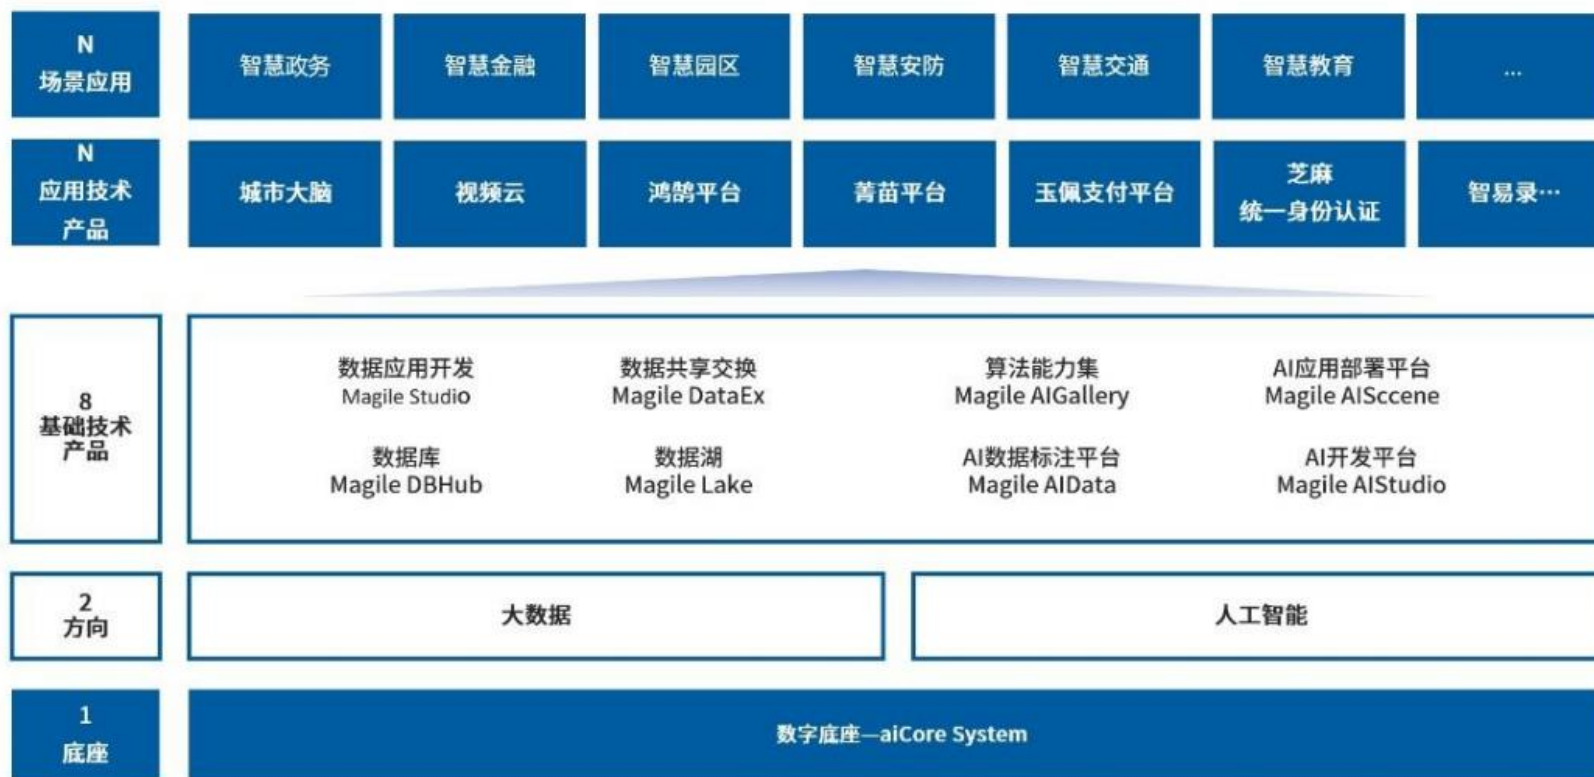 N
场景应用
智慧政务
智慧金融
智慧园区
智慧安防
智慧交通
智慧教育
...
N
应用技术
产品
城市大脑
视频云
鸿鹄平台
菁苗平台
玉佩支付平台
芝麻
统一身份认证
智易录…
8
基础技术
产品
数据应用开发
Magile Studio
数据共享交换
Magile DataEx
算法能力集
Magile AIGallery
AI应用部署平台
Magile AISccene
数据库
Magile DBHub
数据湖
Magile Lake
AI数据标注平台
Magile AIData
AI开发平台
Magile AIStudio
2
方向
大数据
人工智能
1
底座
数字底座—aiCore System